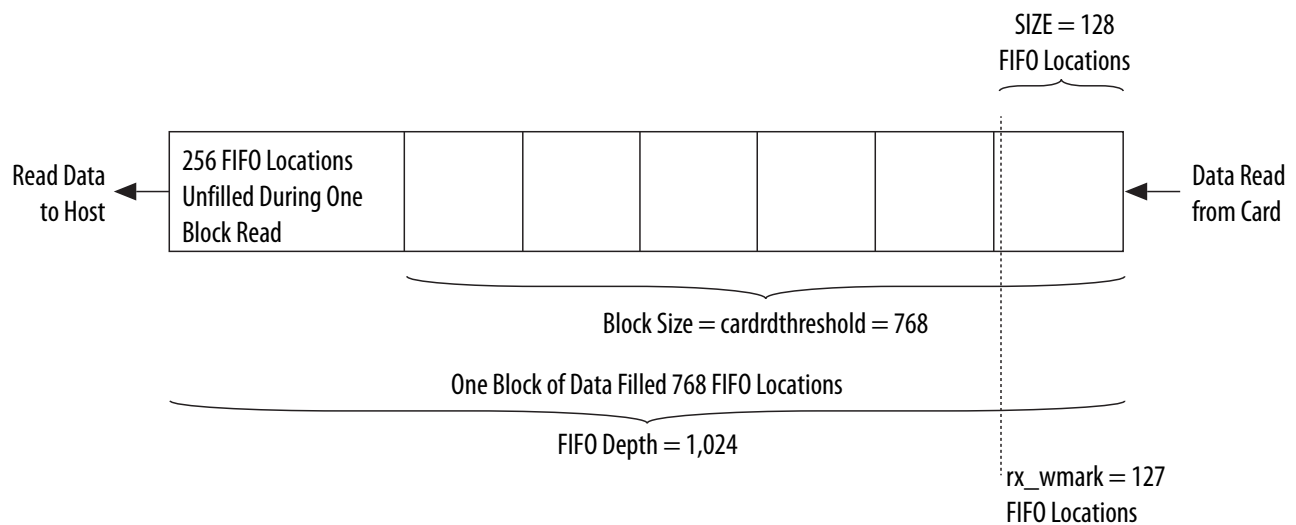 SIZE = 128
FIFO Locations
256 FIFO Locations
Unfilled During One
Block Read
Read Data
to Host
Data Read
from Card
Block Size = cardrdthreshold = 768
One Block of Data Filled 768 FIFO Locations
FIFO Depth = 1,024
rx_wmark = 127
FIFO Locations